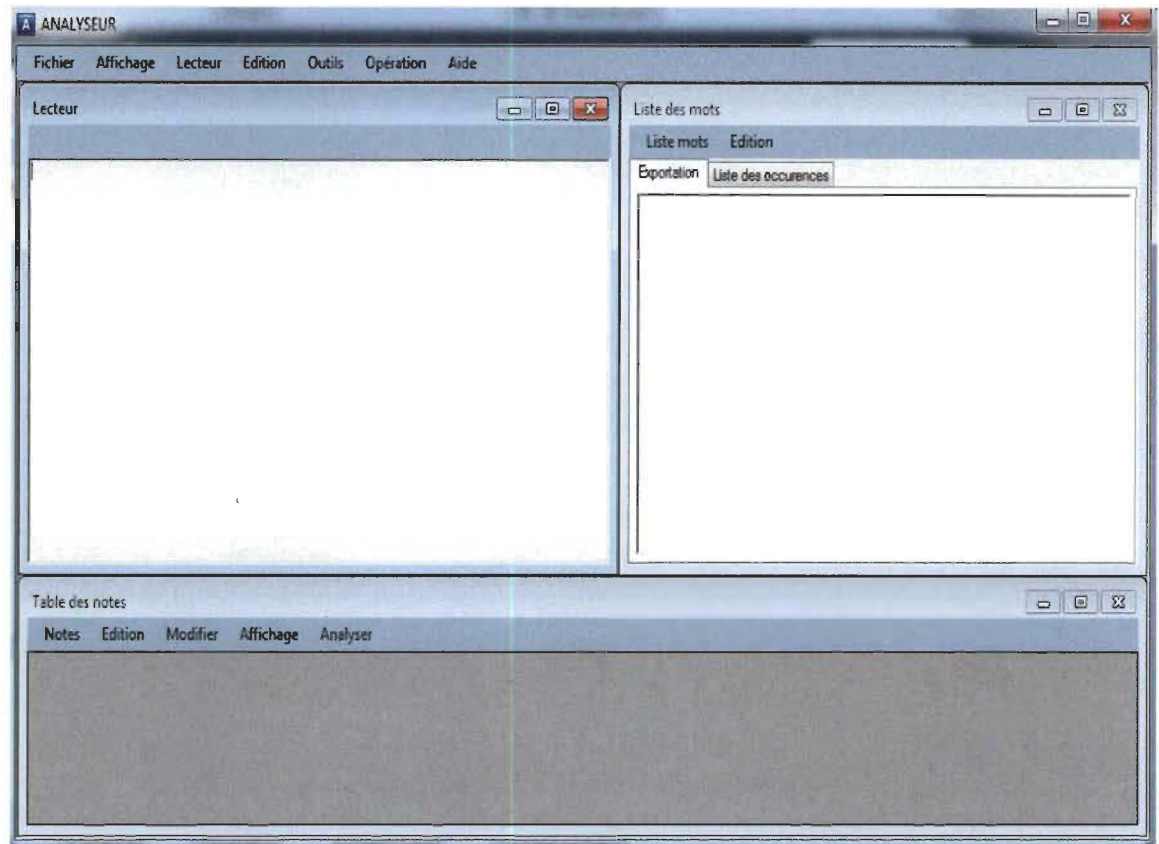 A ANALYSEUR
Fichier Affichage Lecteur Edition Outils Opération Aide
Lecteur
Liste des mots
Liste mots Edition
Exportation Liste des occurences
Table des notes
Notes Edition Modifier Affichage Analyser